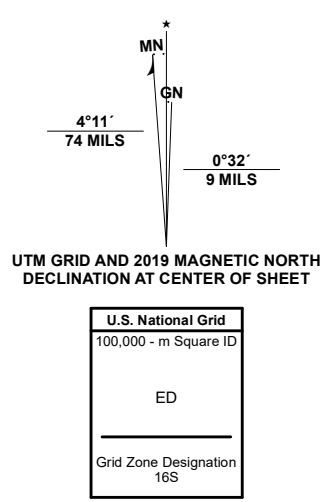 MN
GN
4°11´
74 MILS
0°32´
9 MILS
UTM GRID AND 2019 MAGNETIC NORTH
DECLINATION AT CENTER OF SHEET
U.S. National Grid
100,000 - m Square ID
ED
Grid Zone Designation
16S